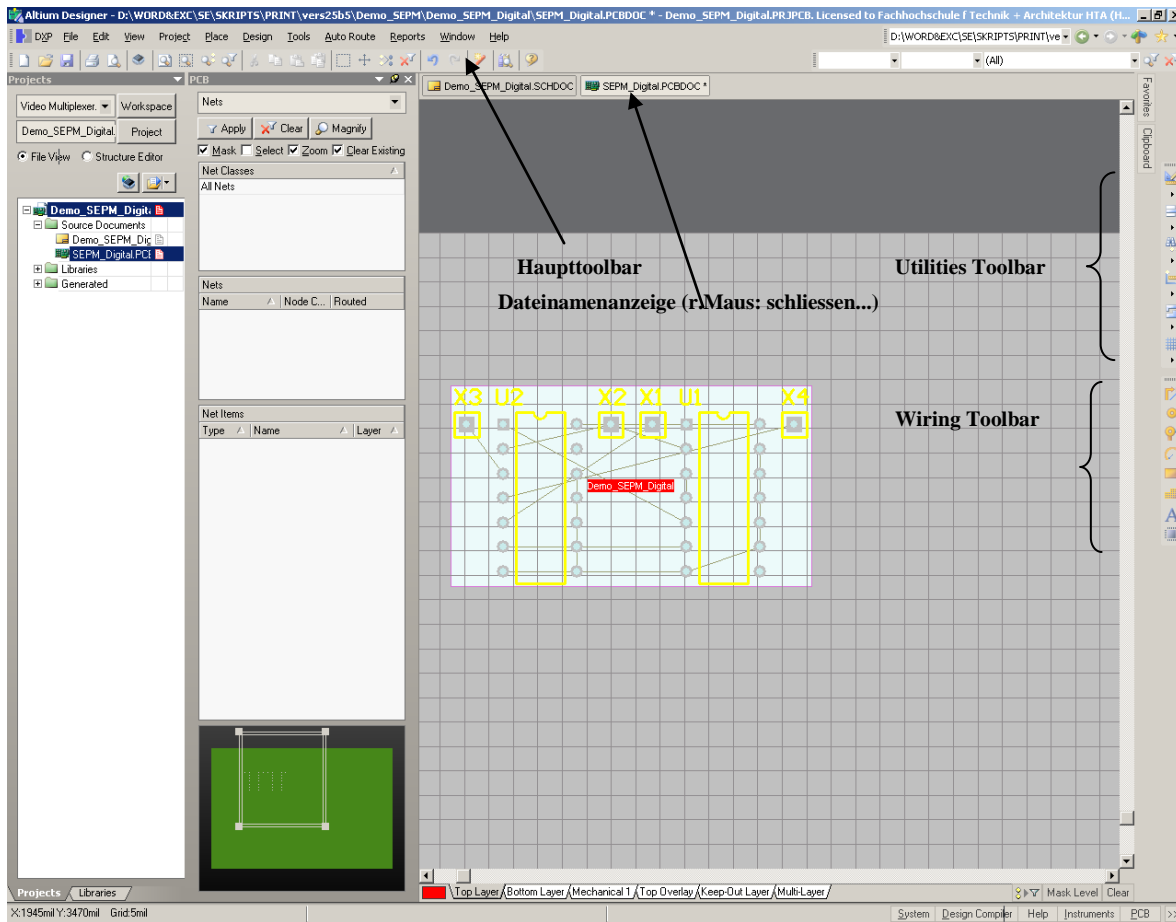 Altium Designer - D:\WORD&EXC\SE\SKRIPTS\PRINT\vers25b5\Demo_SEPM\Demo_SEPM_Digital\SEPM_Digital.PCBDOC * - Demo_SEPM_Digital.PRJPCB. Licensed to Fachhochschule f Technik + Architektur HTA (H...
DXP File Edit View Project Place Design Tools Auto Route Reports Window Help D:\WORD&EXC\SE\SKRIPTS\PRINT\ve
(All)
Projects
PCB
Demo_SEPM_Digital.SCHDOC
SEPM_Digital.PCBDOC *
Favorites
Clipboard
Video Multiplexer. Workspace
Demo_SEPM_Digital. Project
File View Structure Editor
Demo_SEPM_Digit
Source Documents
Demo_SEPM_Dig
SEPM_Digital.PCB
Libraries
Generated
Nets
Apply Clear Magnify
Mask Select Zoom Clear Existing
Net Classes
All Nets
Nets
Name Node C... Routed
Net Items
Type Name Layer
Haupttoolbar
Utilities Toolbar
Dateinamenanzeige (r.Maus: schliessen...)
Wiring Toolbar
X3 U2 X2 X1 U1 X4
Demo_SEPM_Digital
Top Layer Bottom Layer Mechanical 1 Top Overlay Keep-Out Layer Multi-Layer
Mask Level Clear
Projects Libraries
X:1945mil Y:3470mil Grid:5mil
System Design Compiler Help Instruments PCB